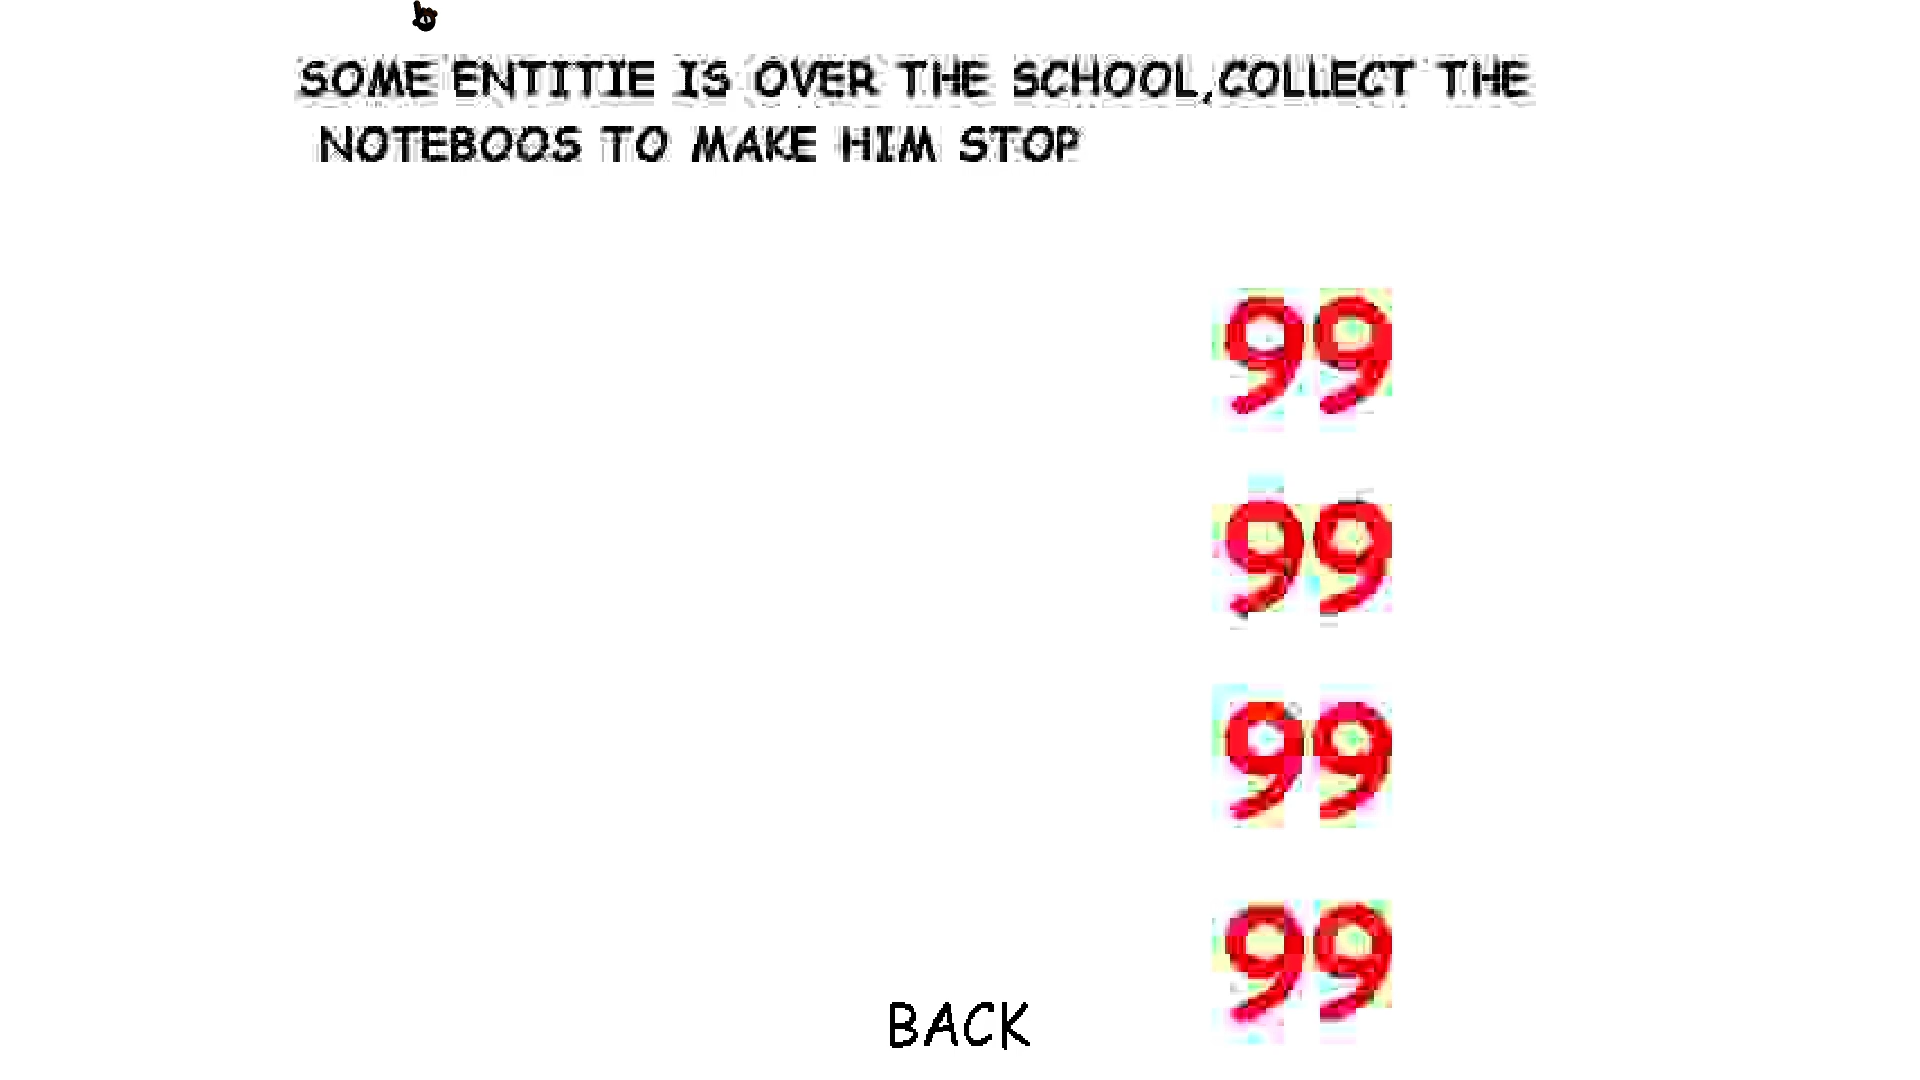 SOME ENTITIE IS OVER THE SCHOOL,COLLECT THE
NOTEBOOS TO MAKE HIM STOP
99
99
99
99
BACK